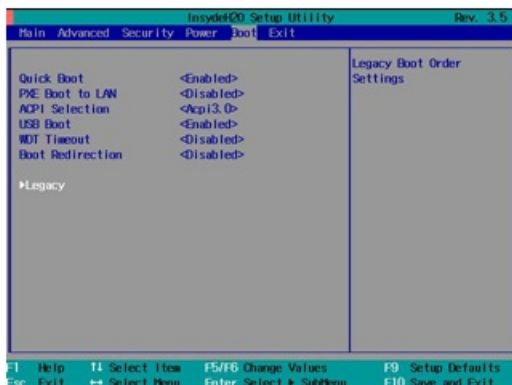 InsydeH2O Setup Utility Rev. 3.5
Main Advanced Security Power Boot Exit
Quick Boot <Enabled>
PXE Boot to LAN <Disabled>
ACPI Selection <Acpi3.0>
USB Boot <Enabled>
WDT Timeout <Disabled>
Boot Redirection <Disabled>
▶Legacy
Legacy Boot Order
Settings
F1 Help ↑↓ Select Item F5/F6 Change Values F9 Setup Defaults
Esc Exit ↔ Select Menu Enter Select ▶ SubMenu F10 Save and Exit